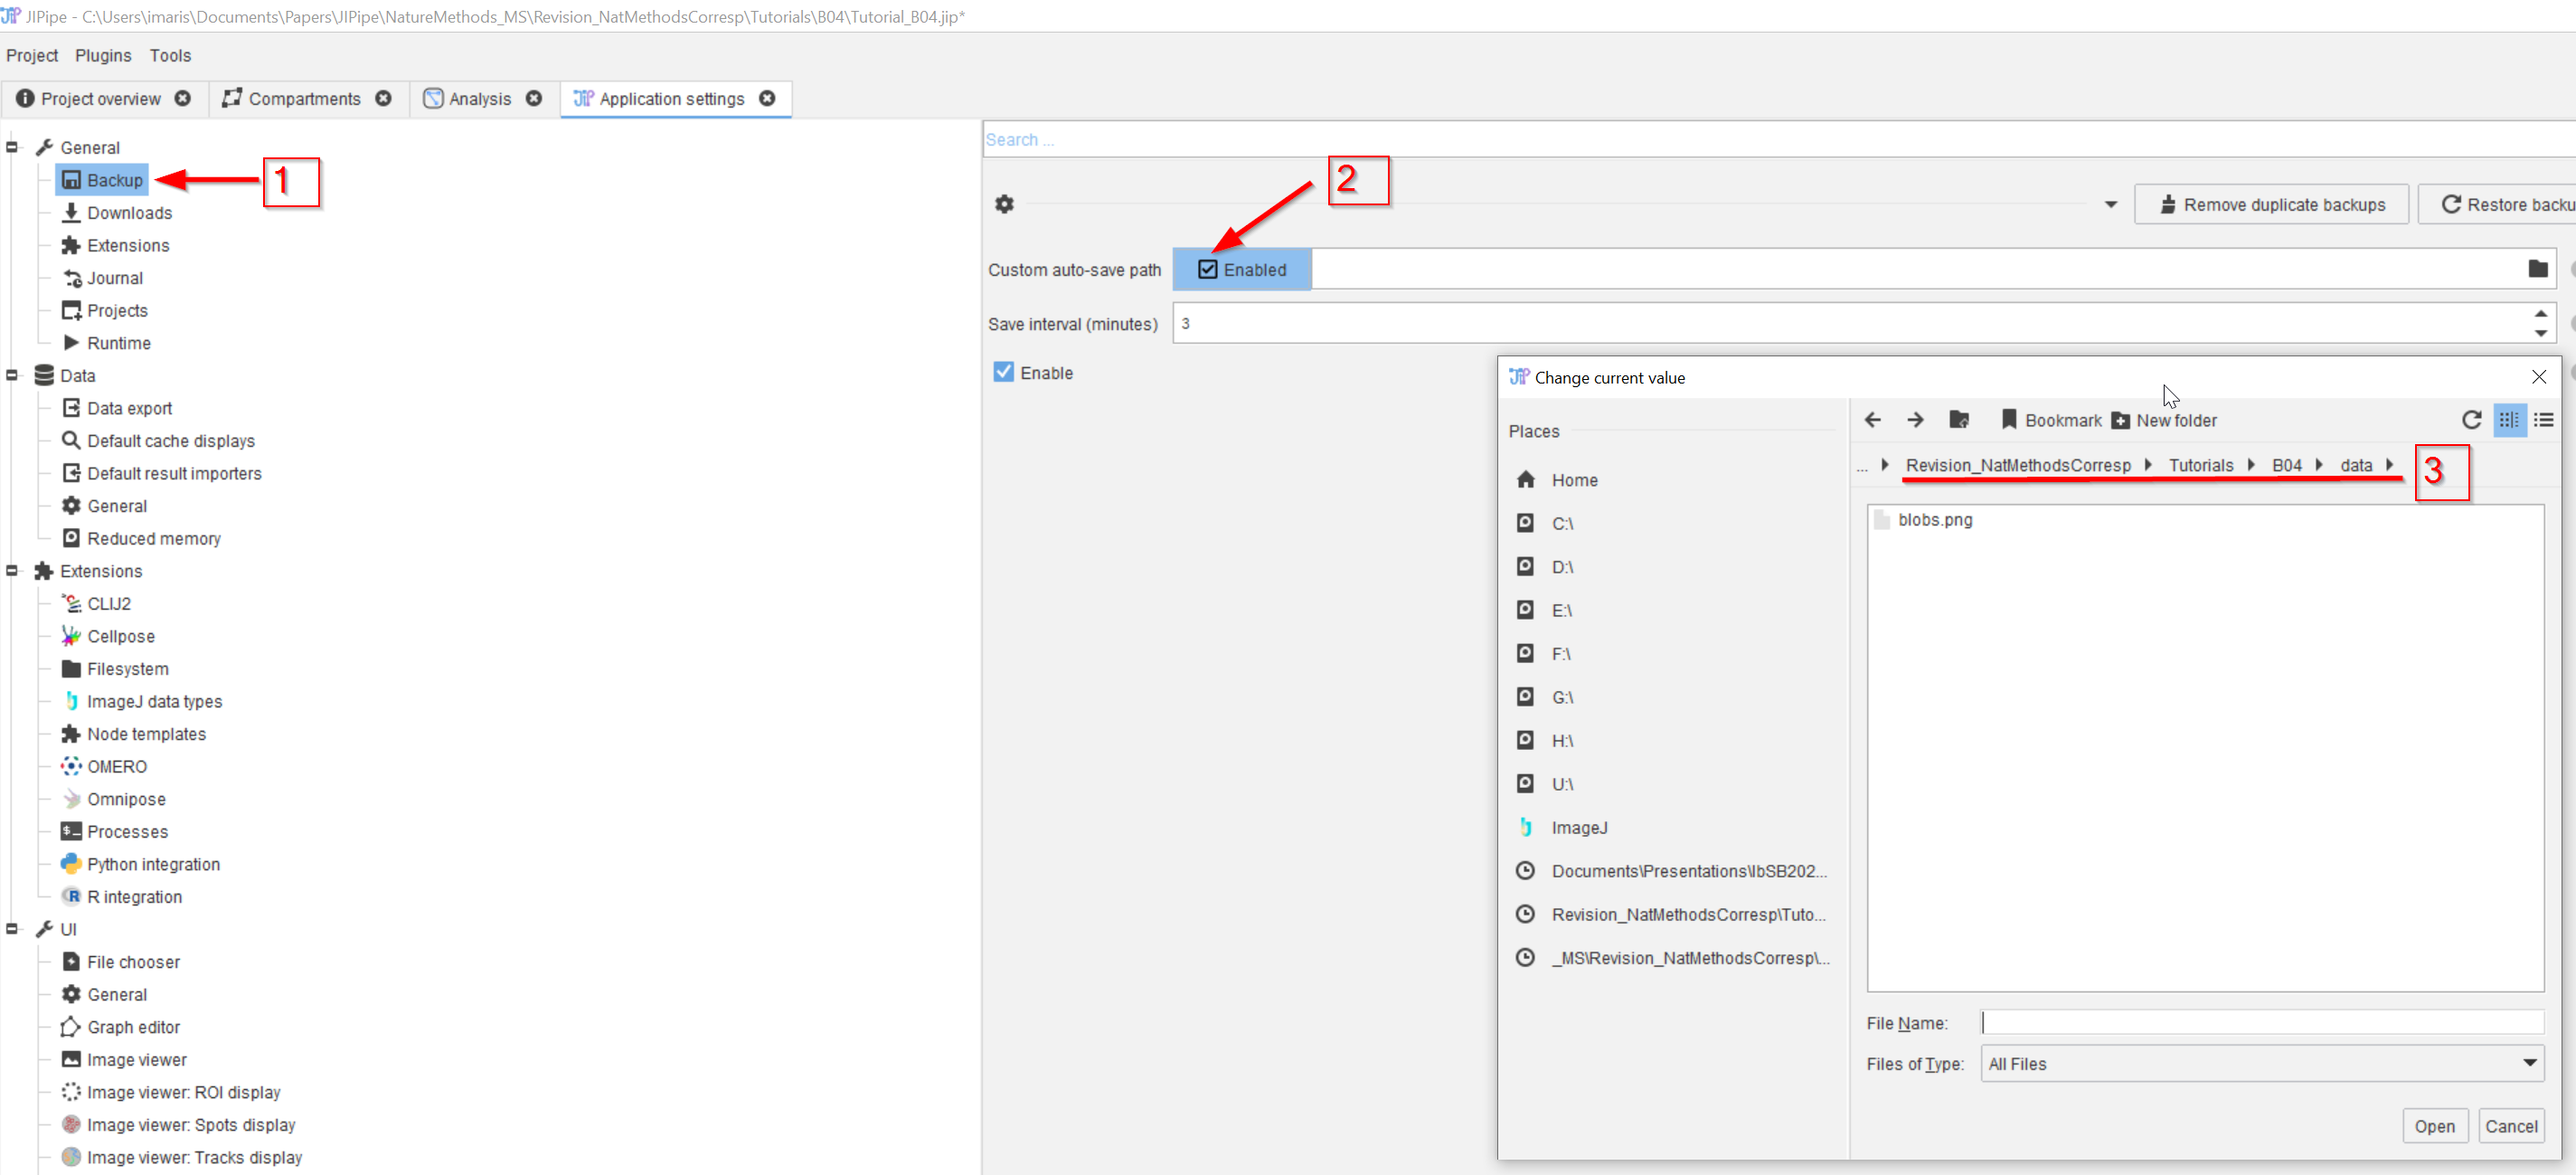 JIPipe - C:\Users\imaris\Documents\Papers\JIPipe\NatureMethods_MS\Revision_NatMethodsCorresp\Tutorials\B04\Tutorial_B04.jip*
Project Plugins Tools
Project overview Compartments Analysis JIP Application settings
General
Backup
1
Downloads
Extensions
Journal
Projects
Runtime
Data
Data export
Default cache displays
Default result importers
General
Reduced memory
Extensions
CLIJ2
Cellpose
Filesystem
ImageJ data types
Node templates
OMERO
Omnipose
Processes
Python integration
R integration
UI
File chooser
General
Graph editor
Image viewer
Image viewer: ROI display
Image viewer: Spots display
Image viewer: Tracks display
Search ...
2
Remove duplicate backups Restore backu
Custom auto-save path Enabled
Save interval (minutes) 3
Enable
JIP Change current value
Places
Home
C:\
D:\
E:\
F:\
G:\
H:\
U:\
ImageJ
Documents\Presentations\IbSB202...
Revision_NatMethodsCorresp\Tuto...
_MS\Revision_NatMethodsCorresp\...
Bookmark New folder
... Revision_NatMethodsCorresp Tutorials B04 data
3
blobs.png
File Name:
Files of Type: All Files
Open Cancel